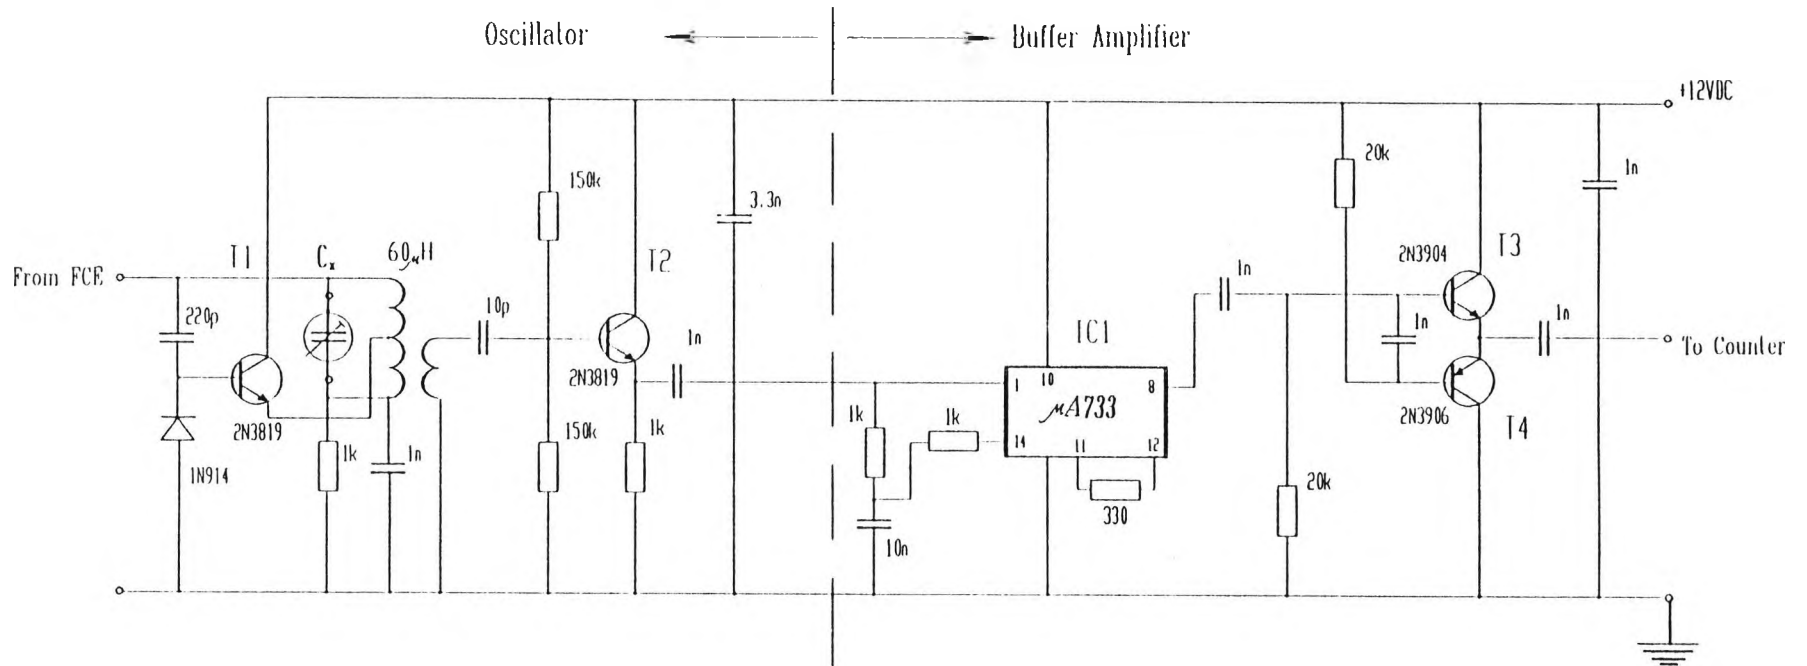 Oscillator
Buffer Amplifier
+12VDC
20k
1n
150k
3.3n
T1
Cx
60μH
T2
2N3904
T3
From FCE
220p
10p
1n
1n
1n
1n
IC1
To Counter
2N3819
1
10
8
μA733
2N3819
1k
1k
14
11
12
2N3906
T4
1N914
1k
1n
150k
1k
330
20k
10n